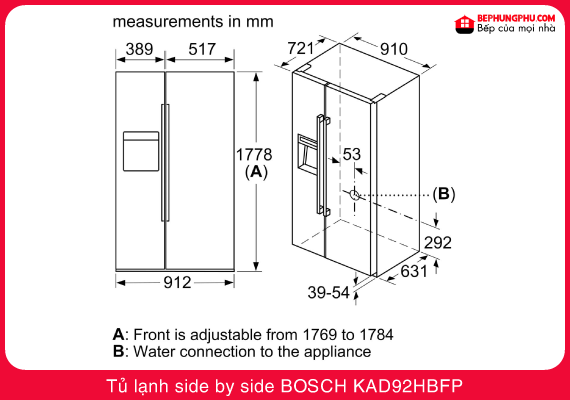 measurements in mm
BEPHUNGPHU.COM
Bếp của mọi nhà
389
517
721
910
1778
(A)
53
(B)
292
631
39-54
912
A: Front is adjustable from 1769 to 1784
B: Water connection to the appliance
Tủ lạnh side by side BOSCH KAD92HBFP